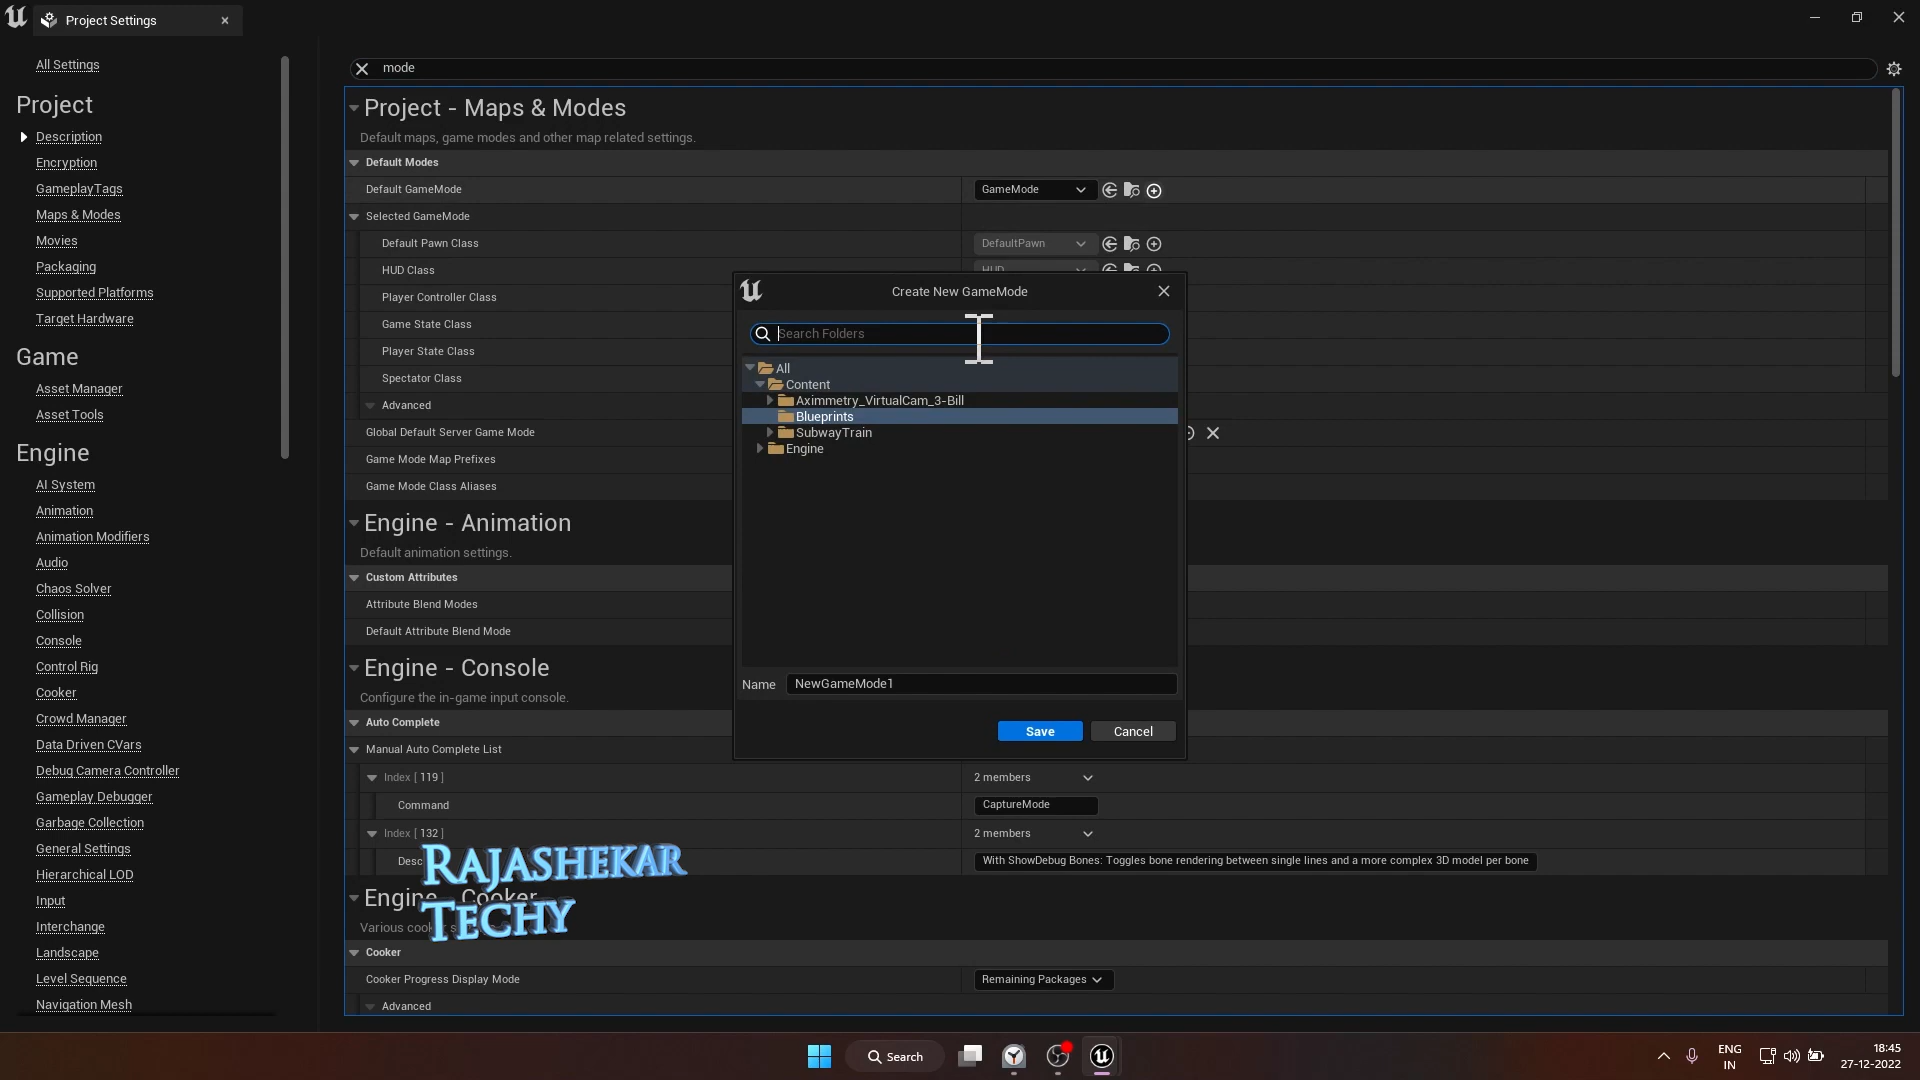 Project Settings
mode
All Settings
Project
Description
Encryption
GameplayTags
Maps & Modes
Movies
Packaging
Supported Platforms
Target Hardware
Game
Asset Manager
Asset Tools
Engine
AI System
Animation
Animation Modifiers
Audio
Chaos Solver
Collision
Console
Control Rig
Cooker
Crowd Manager
Data Driven CVars
Debug Camera Controller
Gameplay Debugger
Garbage Collection
General Settings
Hierarchical LOD
Input
Interchange
Landscape
Level Sequence
Navigation Mesh
Project - Maps & Modes
Default maps, game modes and other map related settings.
Default Modes
Default GameMode GameMode
Selected GameMode
Default Pawn Class DefaultPawn
HUD Class HUD
Player Controller Class
Game State Class
Player State Class
Spectator Class
Advanced
Global Default Server Game Mode
Game Mode Map Prefixes
Game Mode Class Aliases
Engine - Animation
Default animation settings.
Custom Attributes
Attribute Blend Modes
Default Attribute Blend Mode
Engine - Console
Configure the in-game input console.
Auto Complete
Manual Auto Complete List
Index [ 119 ] 2 members
Command CaptureMode
Index [ 132 ] 2 members
Desc With ShowDebug Bones: Toggles bone rendering between single lines and a more complex 3D model per bone
Engine - Cooker
Various cook
Cooker
Cooker Progress Display Mode Remaining Packages
Advanced
Create New GameMode
Search Folders
All
Content
Aximmetry_VirtualCam_3-Bill
Blueprints
SubwayTrain
Engine
Name NewGameMode1
Save Cancel
RAJASHEKAR
TECHY
Search
ENG
IN
18:45
27-12-2022